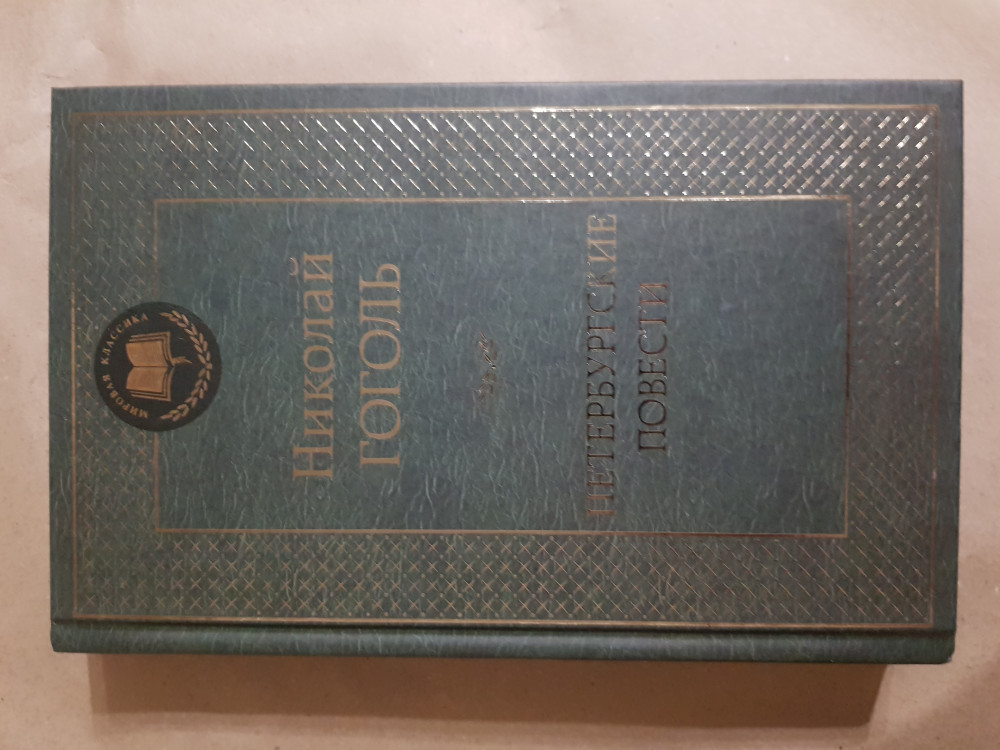 МИРОВАЯ КЛАССИКА
Николай
ГОГОЛЬ
ПЕТЕРБУРГСКИЕ
ПОВЕСТИ